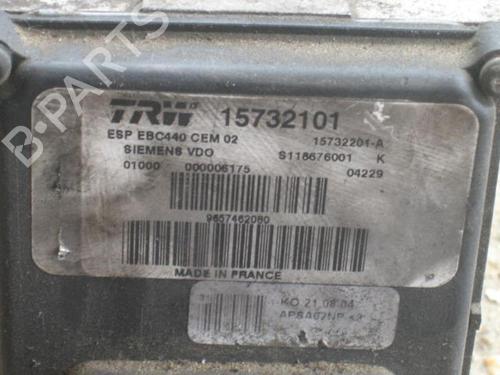 TRW 15732101
ESP EBC440 CEM 02 15732201-A
SIEMENS VDO S118676001 K
01000 000006175 04229
9657462080
MADE IN FRANCE
KO 21.08.04